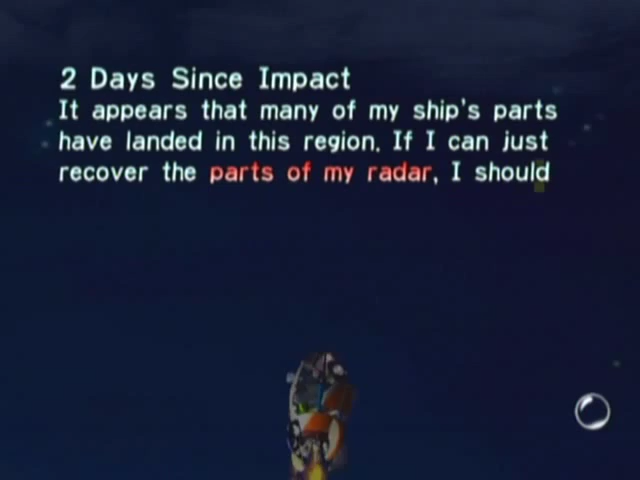 2 Days Since Impact
It appears that many of my ship's parts
have landed in this region. If I can just
recover the parts of my radar, I should